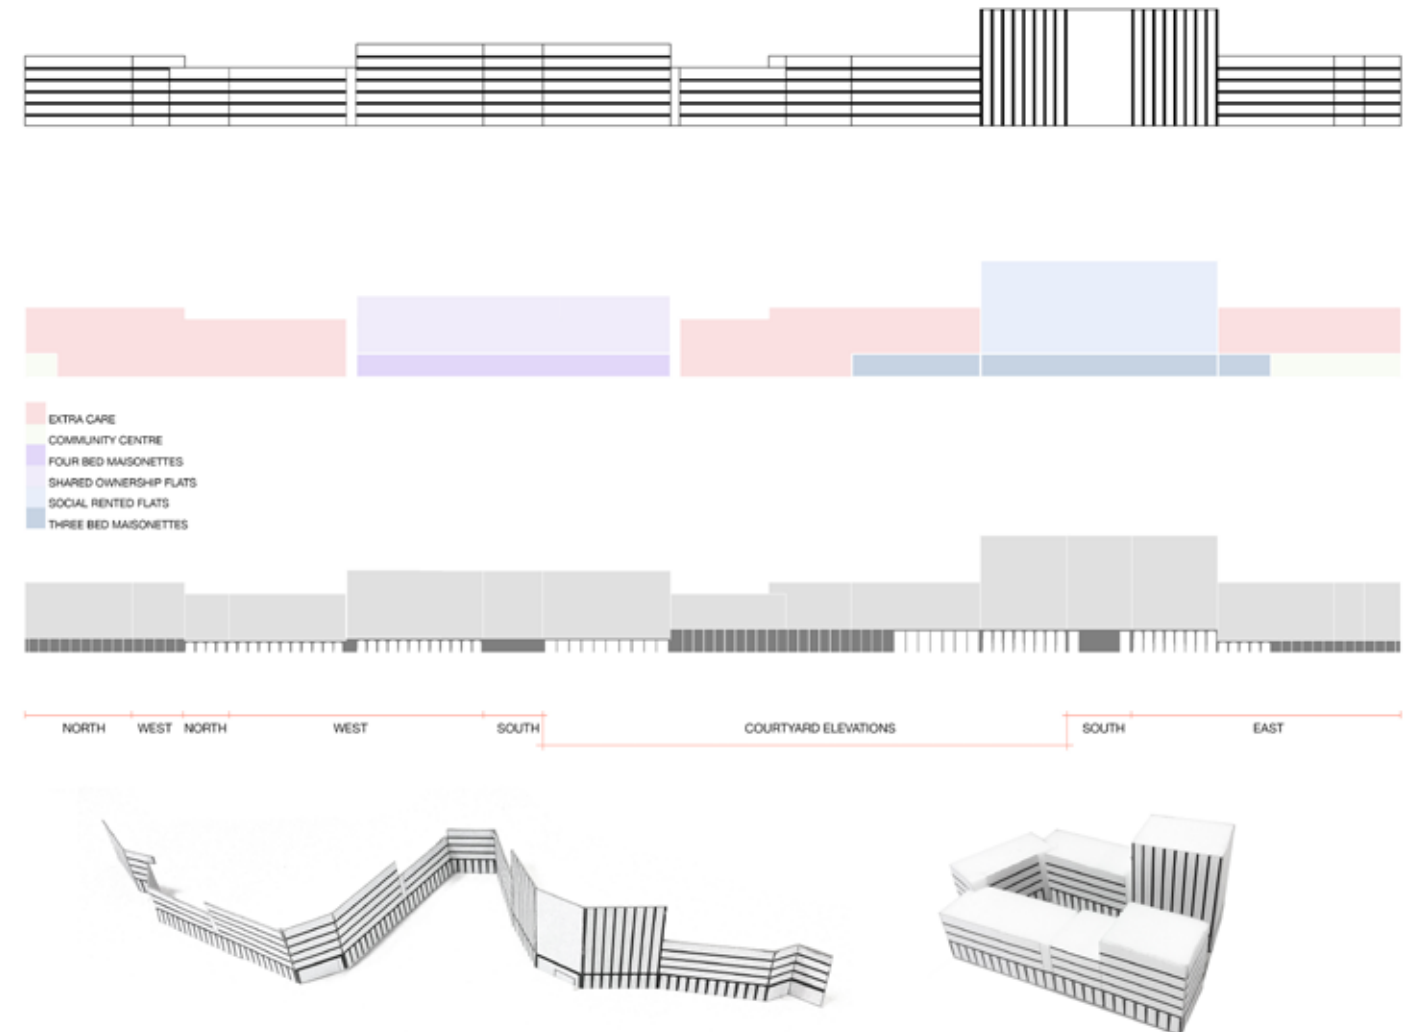 EXTRA CARE
COMMUNITY CENTRE
FOUR BED MAISONETTES
SHARED OWNERSHIP FLATS
SOCIAL RENTED FLATS
THREE BED MAISONETTES
NORTH WEST NORTH WEST SOUTH COURTYARD ELEVATIONS SOUTH EAST